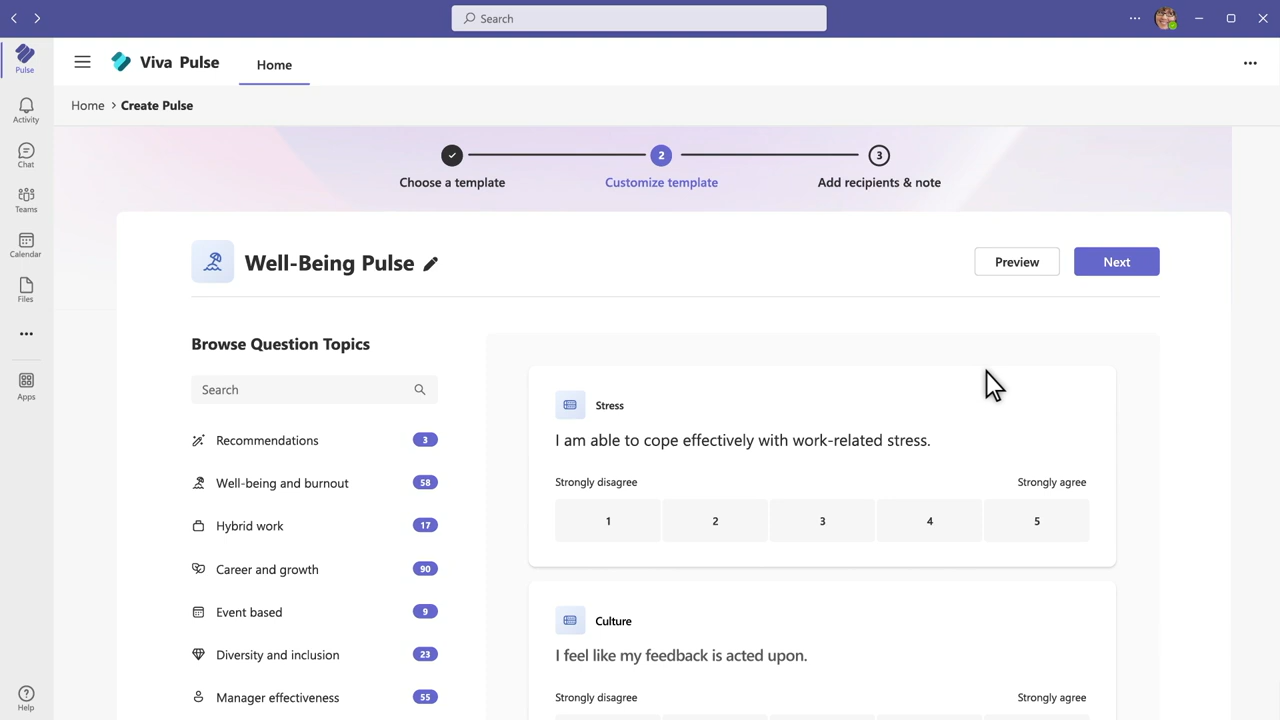 Search
Pulse
Activity
Chat
Teams
Calendar
Files
Apps
Help
Viva Pulse
Home
Home > Create Pulse
2
3
Choose a template
Customize template
Add recipients & note
Well-Being Pulse
Preview
Next
Browse Question Topics
Search
Recommendations 3
Well-being and burnout 58
Hybrid work 17
Career and growth 90
Event based 9
Diversity and inclusion 23
Manager effectiveness 55
Stress
I am able to cope effectively with work-related stress.
Strongly disagree Strongly agree
1 2 3 4 5
Culture
I feel like my feedback is acted upon.
Strongly disagree Strongly agree